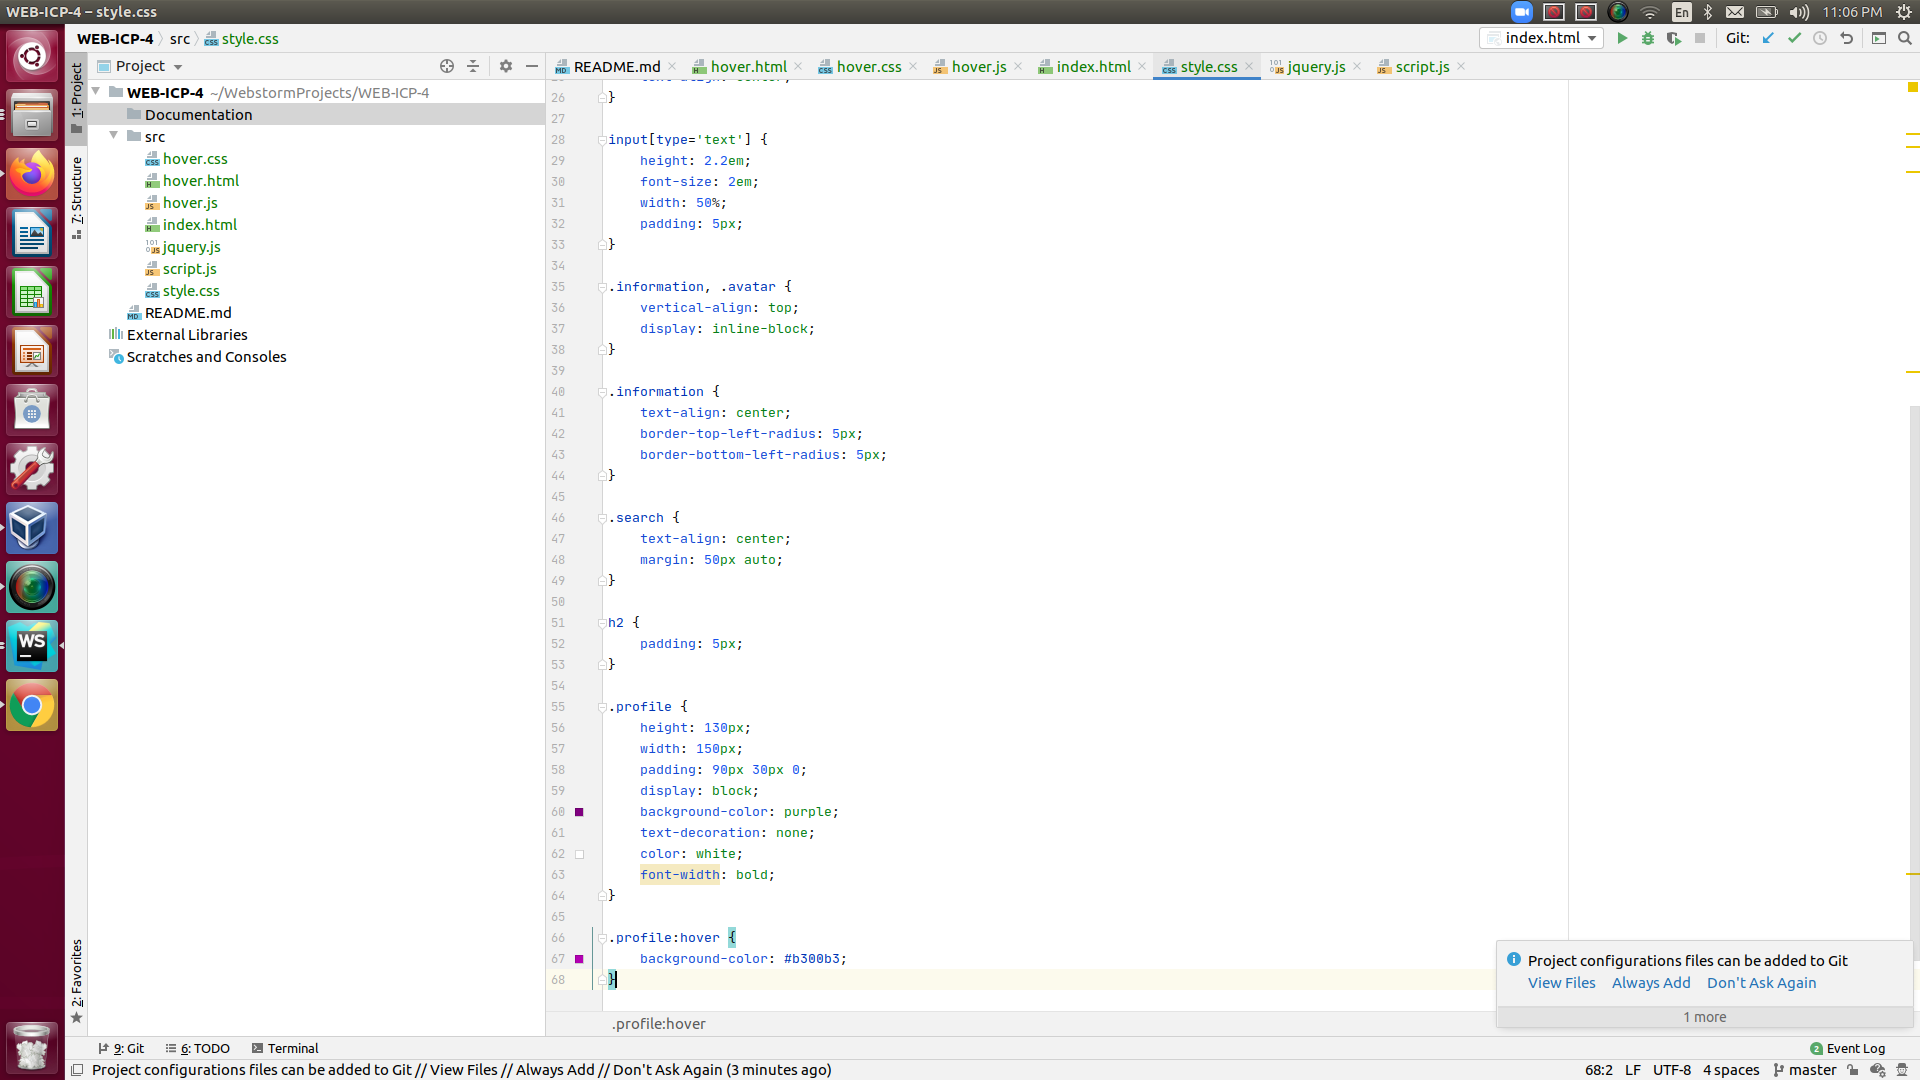 WEB-ICP-4 – style.css
En
11:06 PM
WEB-ICP-4 src style.css
index.html
Git:
Project
README.md hover.html hover.css hover.js index.html style.css jquery.js script.js
1: Project
7: Structure
2: Favorites
WEB-ICP-4 ~/WebstormProjects/WEB-ICP-4
Documentation
src
hover.css
hover.html
hover.js
index.html
jquery.js
script.js
style.css
README.md
External Libraries
Scratches and Consoles
26 }
27
28 input[type='text'] {
29 height: 2.2em;
30 font-size: 2em;
31 width: 50%;
32 padding: 5px;
33 }
34
35 .information, .avatar {
36 vertical-align: top;
37 display: inline-block;
38 }
39
40 .information {
41 text-align: center;
42 border-top-left-radius: 5px;
43 border-bottom-left-radius: 5px;
44 }
45
46 .search {
47 text-align: center;
48 margin: 50px auto;
49 }
50
51 h2 {
52 padding: 5px;
53 }
54
55 .profile {
56 height: 130px;
57 width: 150px;
58 padding: 90px 30px 0;
59 display: block;
60 background-color: purple;
61 text-decoration: none;
62 color: white;
63 font-width: bold;
64 }
65
66 .profile:hover {
67 background-color: #b300b3;
68 }
.profile:hover
Project configurations files can be added to Git
View Files Always Add Don't Ask Again
1 more
9: Git 6: TODO Terminal
2 Event Log
Project configurations files can be added to Git // View Files // Always Add // Don't Ask Again (3 minutes ago)
68:2 LF UTF-8 4 spaces master